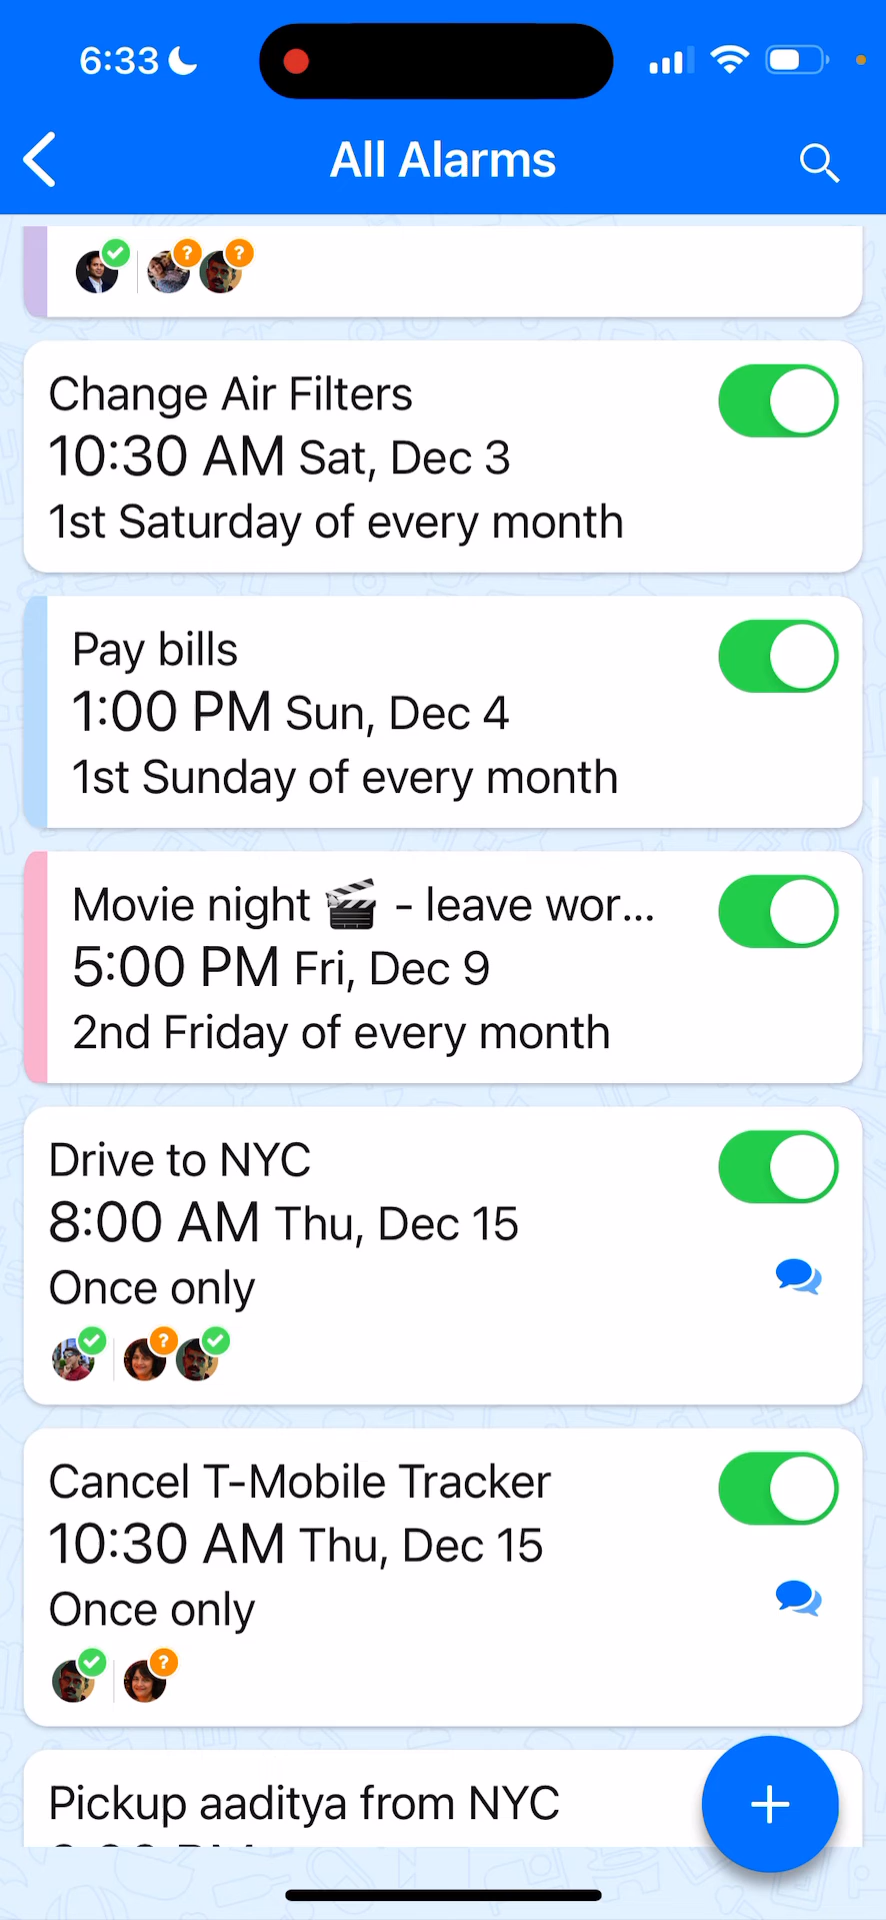 6:33
All Alarms
Change Air Filters
10:30 AM Sat, Dec 3
1st Saturday of every month
Pay bills
1:00 PM Sun, Dec 4
1st Sunday of every month
Movie night 🎬 - leave wor...
5:00 PM Fri, Dec 9
2nd Friday of every month
Drive to NYC
8:00 AM Thu, Dec 15
Once only
Cancel T-Mobile Tracker
10:30 AM Thu, Dec 15
Once only
Pickup aaditya from NYC